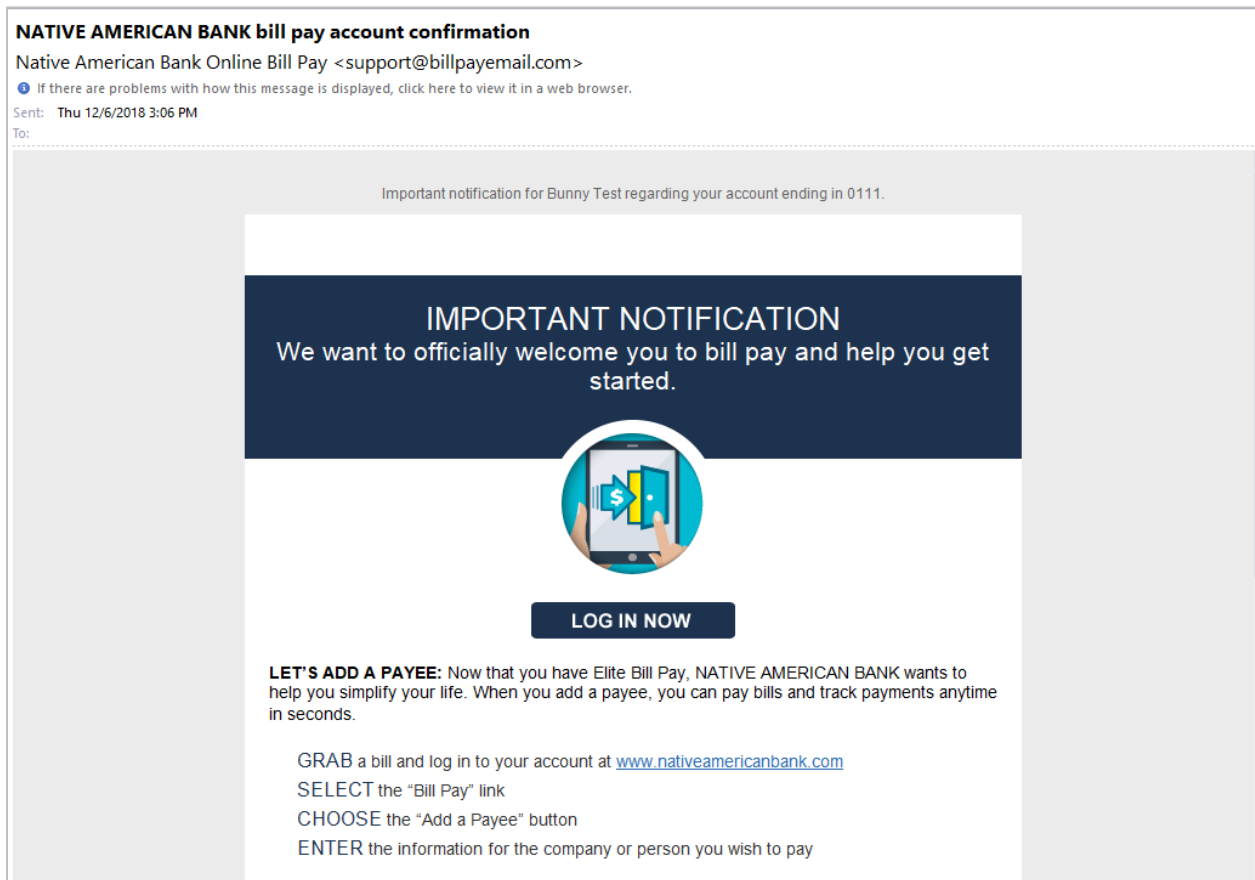 NATIVE AMERICAN BANK bill pay account confirmation
Native American Bank Online Bill Pay <support@billpayemail.com>
If there are problems with how this message is displayed, click here to view it in a web browser.
Sent: Thu 12/6/2018 3:06 PM
To:
Important notification for Bunny Test regarding your account ending in 0111.
IMPORTANT NOTIFICATION
We want to officially welcome you to bill pay and help you get
started.
$
LOG IN NOW
LET’S ADD A PAYEE: Now that you have Elite Bill Pay, NATIVE AMERICAN BANK wants to
help you simplify your life. When you add a payee, you can pay bills and track payments anytime
in seconds.
GRAB a bill and log in to your account at www.nativeamericanbank.com
SELECT the “Bill Pay” link
CHOOSE the “Add a Payee” button
ENTER the information for the company or person you wish to pay